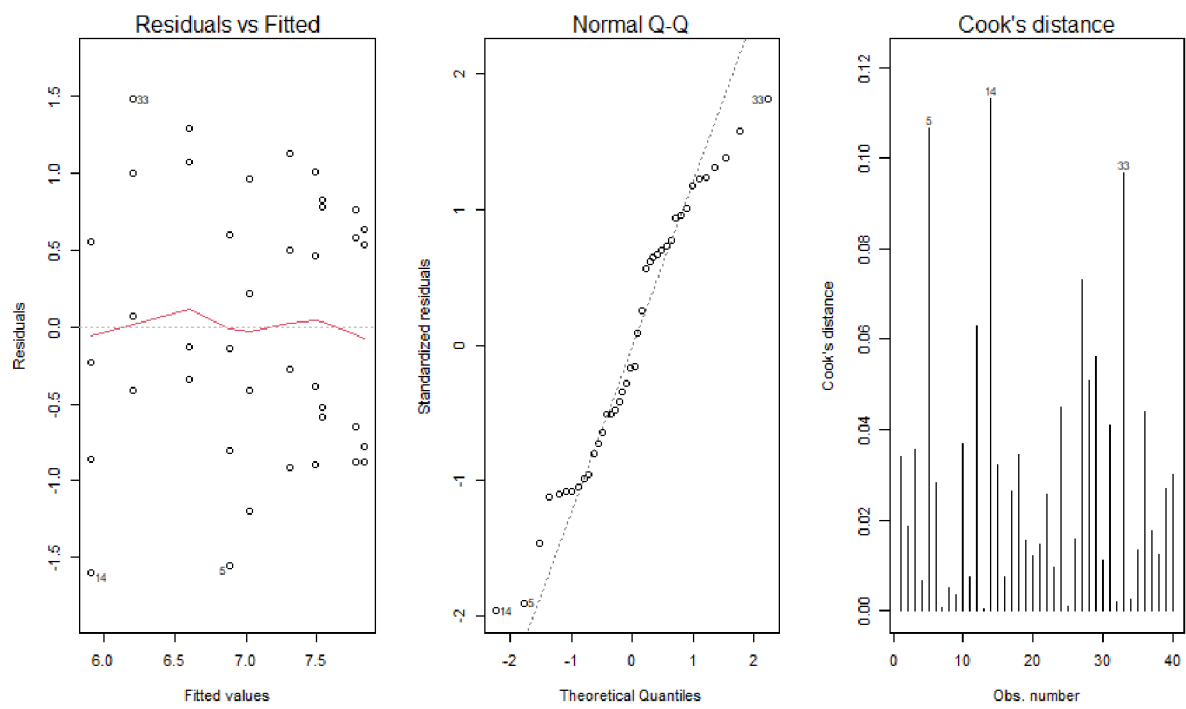 Residuals vs Fitted
Residuals
1.5
1.0
0.5
0.0
-0.5
-1.0
-1.5
33
14
5
6.0 6.5 7.0 7.5
Fitted values
Normal Q-Q
Standardized residuals
2
1
0
-1
-2
33
14
5
-2 -1 0 1 2
Theoretical Quantiles
Cook's distance
Cook's distance
0.12
0.10
0.08
0.06
0.04
0.02
0.00
5
14
33
0 10 20 30 40
Obs. number